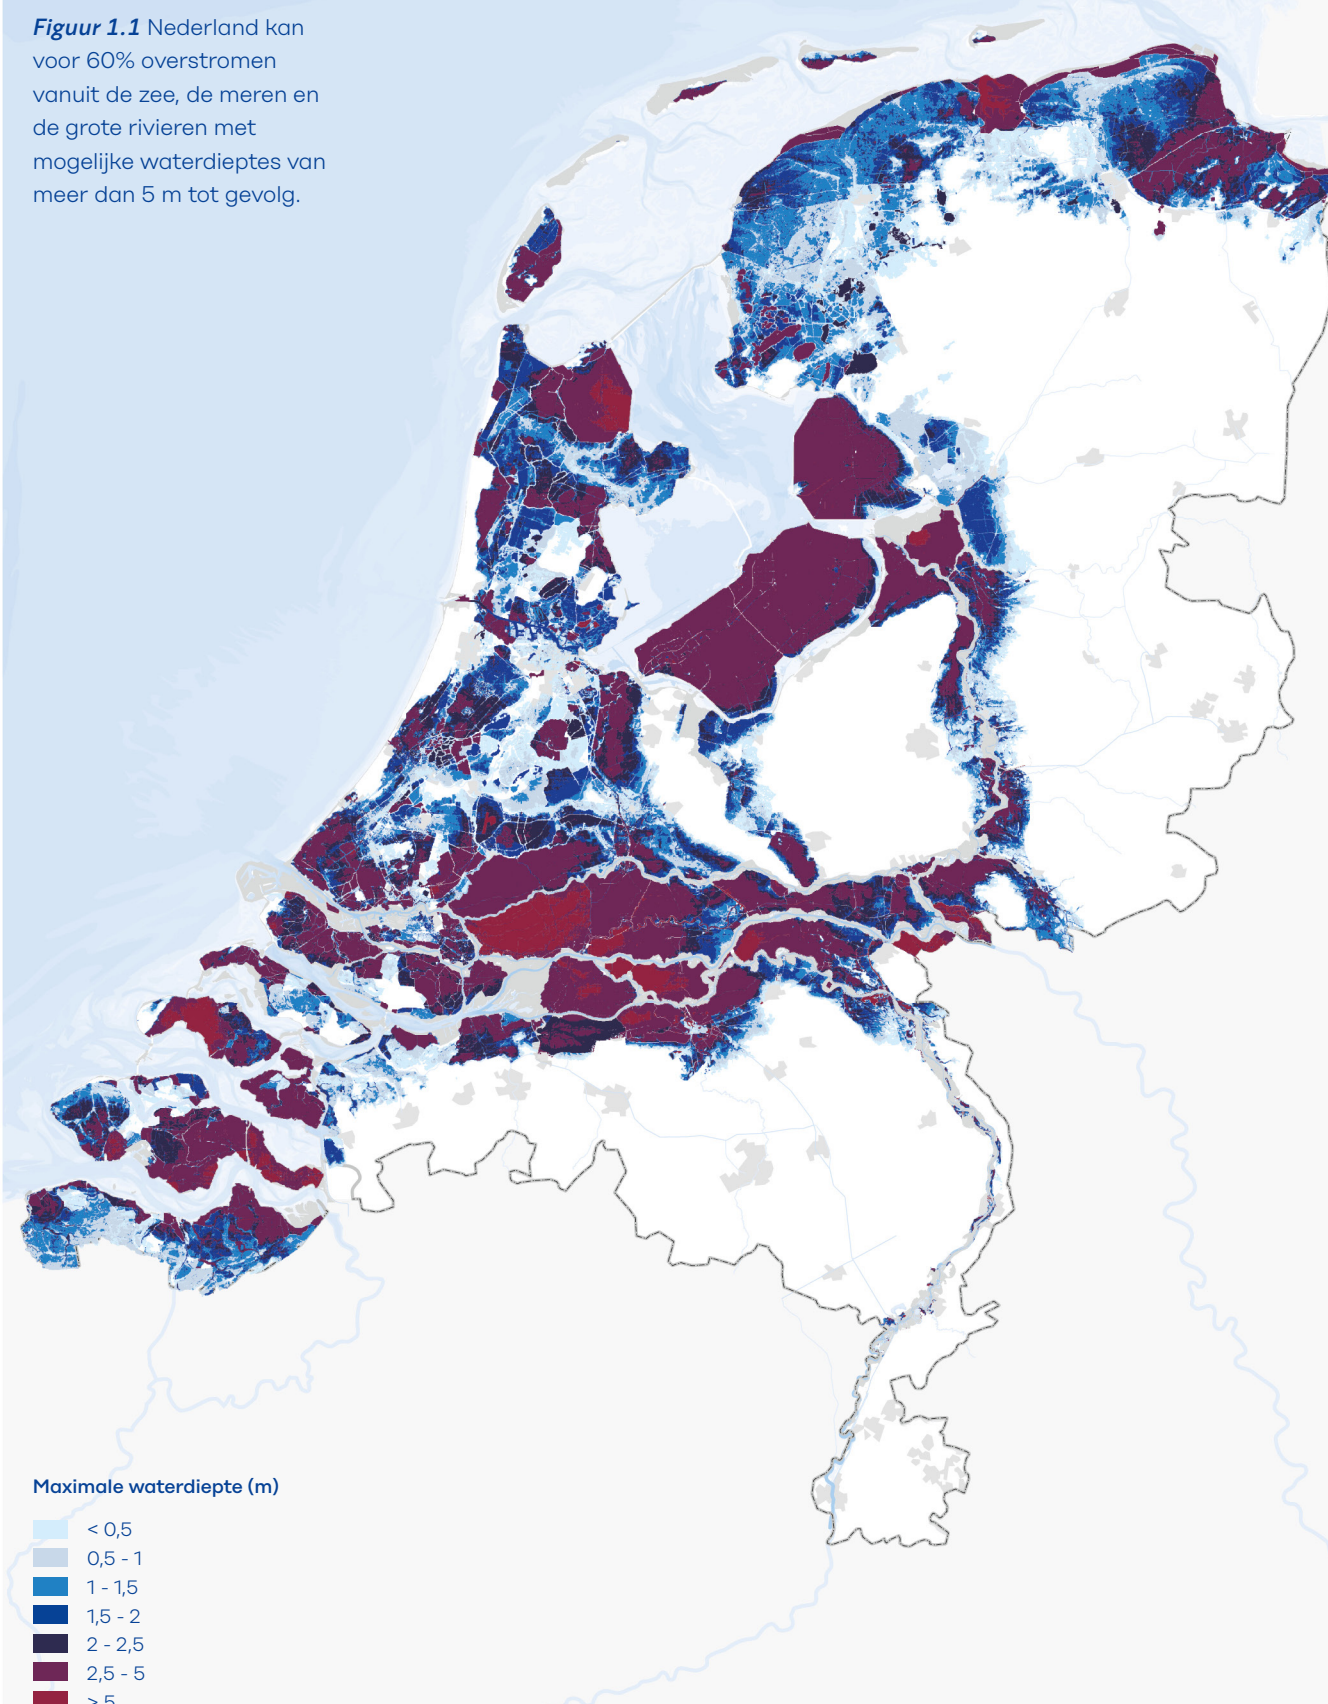 Figuur 1.1 Nederland kan
voor 60% overstromen
vanuit de zee, de meren en
de grote rivieren met
mogelijke waterdieptes van
meer dan 5 m tot gevolg.
Maximale waterdiepte (m)
< 0,5
0,5 - 1
1 - 1,5
1,5 - 2
2 - 2,5
2,5 - 5
> 5